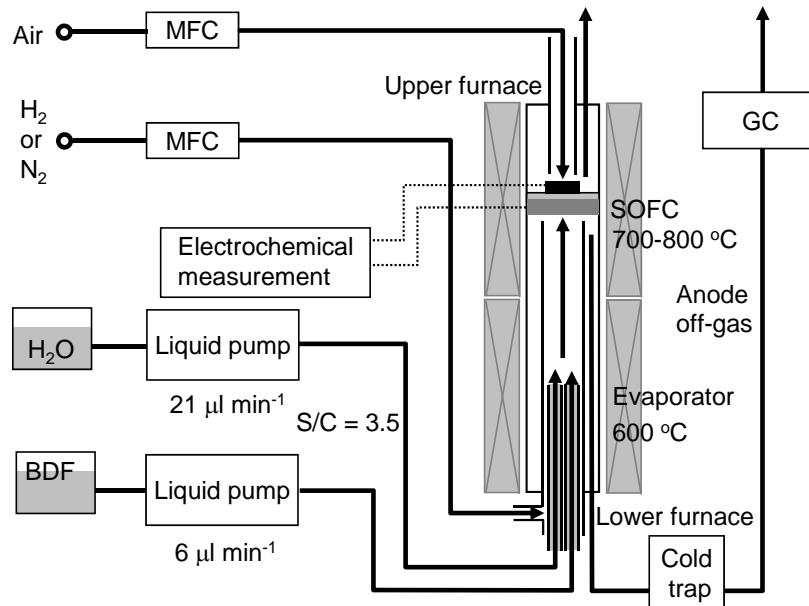 Air
MFC
Upper furnace
H₂
or
N₂
MFC
GC
SOFC
700-800 °C
Electrochemical
measurement
Anode
off-gas
H₂O
Liquid pump
21 μl min⁻¹
S/C = 3.5
Evaporator
600 °C
BDF
Liquid pump
6 μl min⁻¹
Lower furnace
Cold
trap